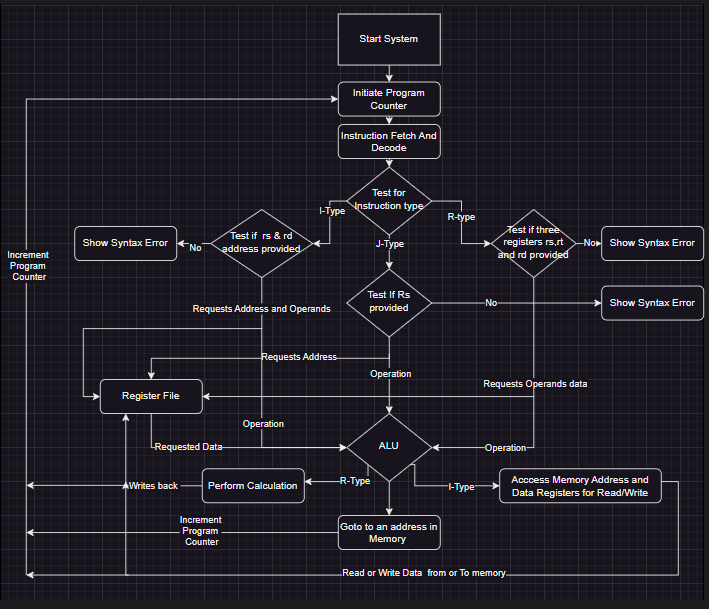 Start System
Initiate Program
Counter
Instruction Fetch And
Decode
Test for
Instruction type
I-Type
R-type
J-Type
Test if rs & rd
address provided
No
Show Syntax Error
Test if three
registers rs,rt
and rd provided
No
Show Syntax Error
Increment
Program
Counter
Test If Rs
provided
No
Show Syntax Error
Requests Address and Operands
Requests Address
Operation
Requests Operands data
Register File
Operation
Requested Data
ALU
Operation
R-Type
I-Type
Writes back
Perform Calculation
Acccess Memory Address and
Data Registers for Read/Write
Increment
Program
Counter
Goto to an address in
Memory
Read or Write Data from or To memory